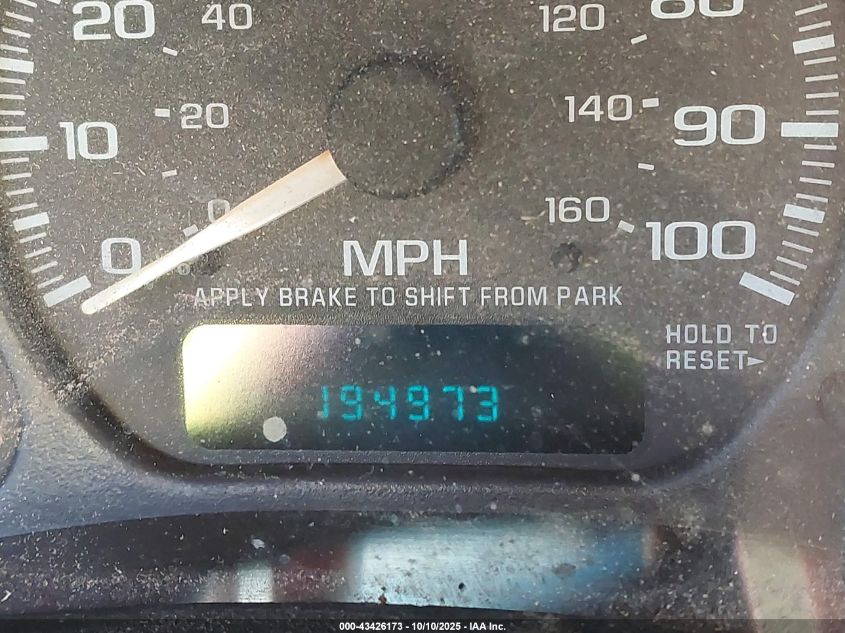 20 40 120 80
10 20 140 90
0 0 160 100
MPH
APPLY BRAKE TO SHIFT FROM PARK
HOLD TO
RESET►
194973
000-43426173 - 10/10/2025 - IAA Inc.